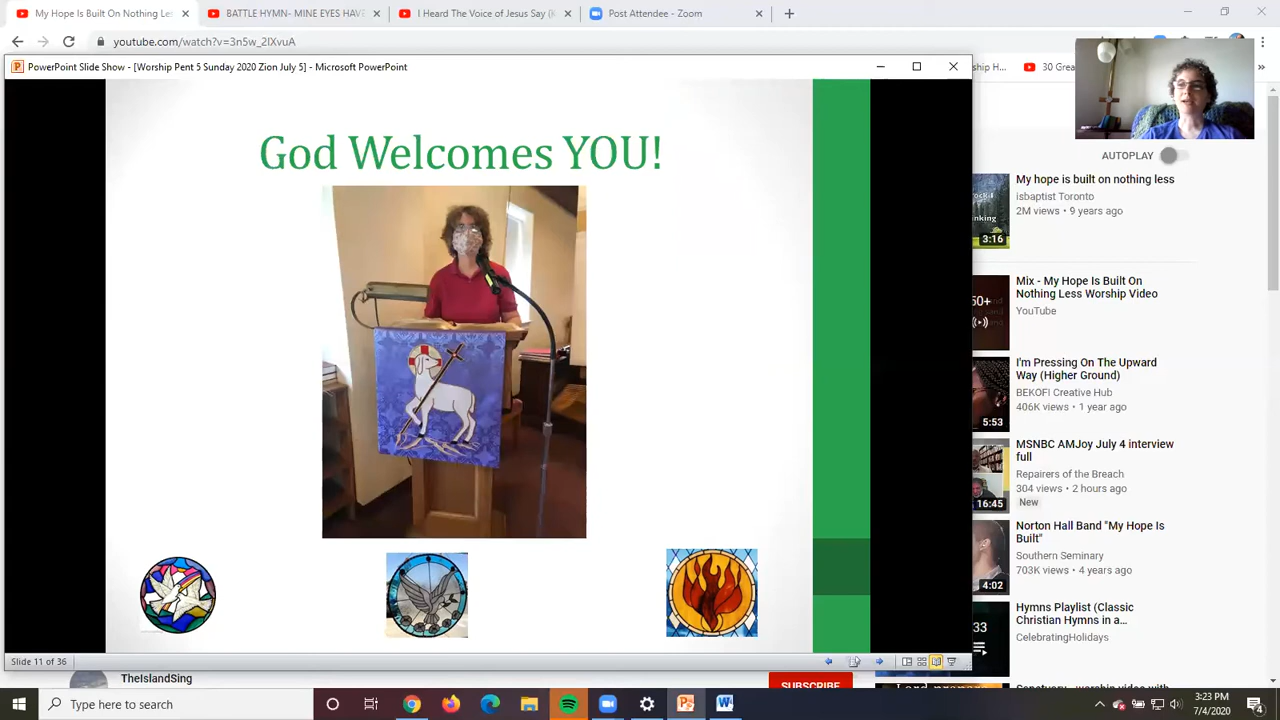 My Hope Is Built On Nothing Les
BATTLE HYMN- MINE EYES HAVE
I Heard The Voice of Jesus Say (K
Post Attendee - Zoom
youtube.com/watch?v=3n5w_2IXvuA
PowerPoint Slide Show - [Worship Pent 5 Sunday 2020 Zion July 5] - Microsoft PowerPoint
30 Grea
God Welcomes YOU!
AUTOPLAY
My hope is built on nothing less
isbaptist Toronto
2M views • 9 years ago
3:16
50+
Mix - My Hope Is Built On
Nothing Less Worship Video
YouTube
I'm Pressing On The Upward
Way (Higher Ground)
BEKOFI Creative Hub
406K views • 1 year ago
5:53
MSNBC AMJoy July 4 interview
full
Repairers of the Breach
304 views • 2 hours ago
New
16:45
Norton Hall Band "My Hope Is
Built"
Southern Seminary
703K views • 4 years ago
4:02
Hymns Playlist (Classic
Christian Hymns in a...
CelebratingHolidays
33
Slide 11 of 36
TheIslandSing
SUBSCRIBE
Type here to search
3:23 PM
7/4/2020
4